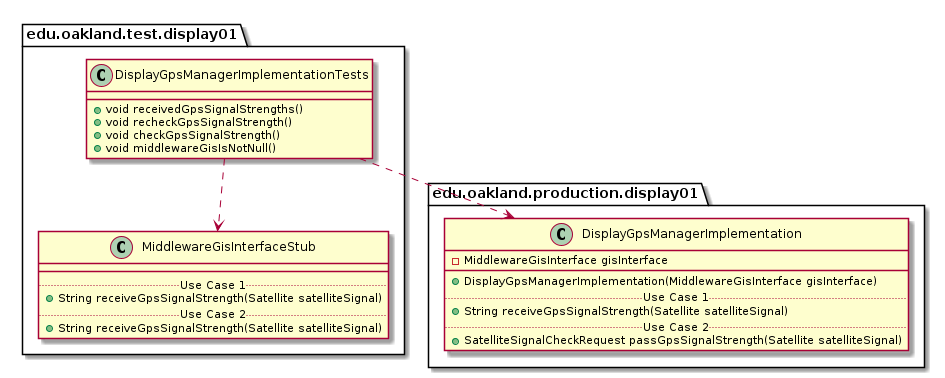 edu.oakland.test.display01
C DisplayGpsManagerImplementationTests
void receivedGpsSignalStrengths()
void recheckGpsSignalStrength()
void checkGpsSignalStrength()
void middlewareGisIsNotNull()
C MiddlewareGisInterfaceStub
Use Case 1
String receiveGpsSignalStrength(Satellite satelliteSignal)
Use Case 2
String receiveGpsSignalStrength(Satellite satelliteSignal)
edu.oakland.production.display01
C DisplayGpsManagerImplementation
MiddlewareGisInterface gisInterface
DisplayGpsManagerImplementation(MiddlewareGisInterface gisInterface)
Use Case 1
String receiveGpsSignalStrength(Satellite satelliteSignal)
Use Case 2
SatelliteSignalCheckRequest passGpsSignalStrength(Satellite satelliteSignal)